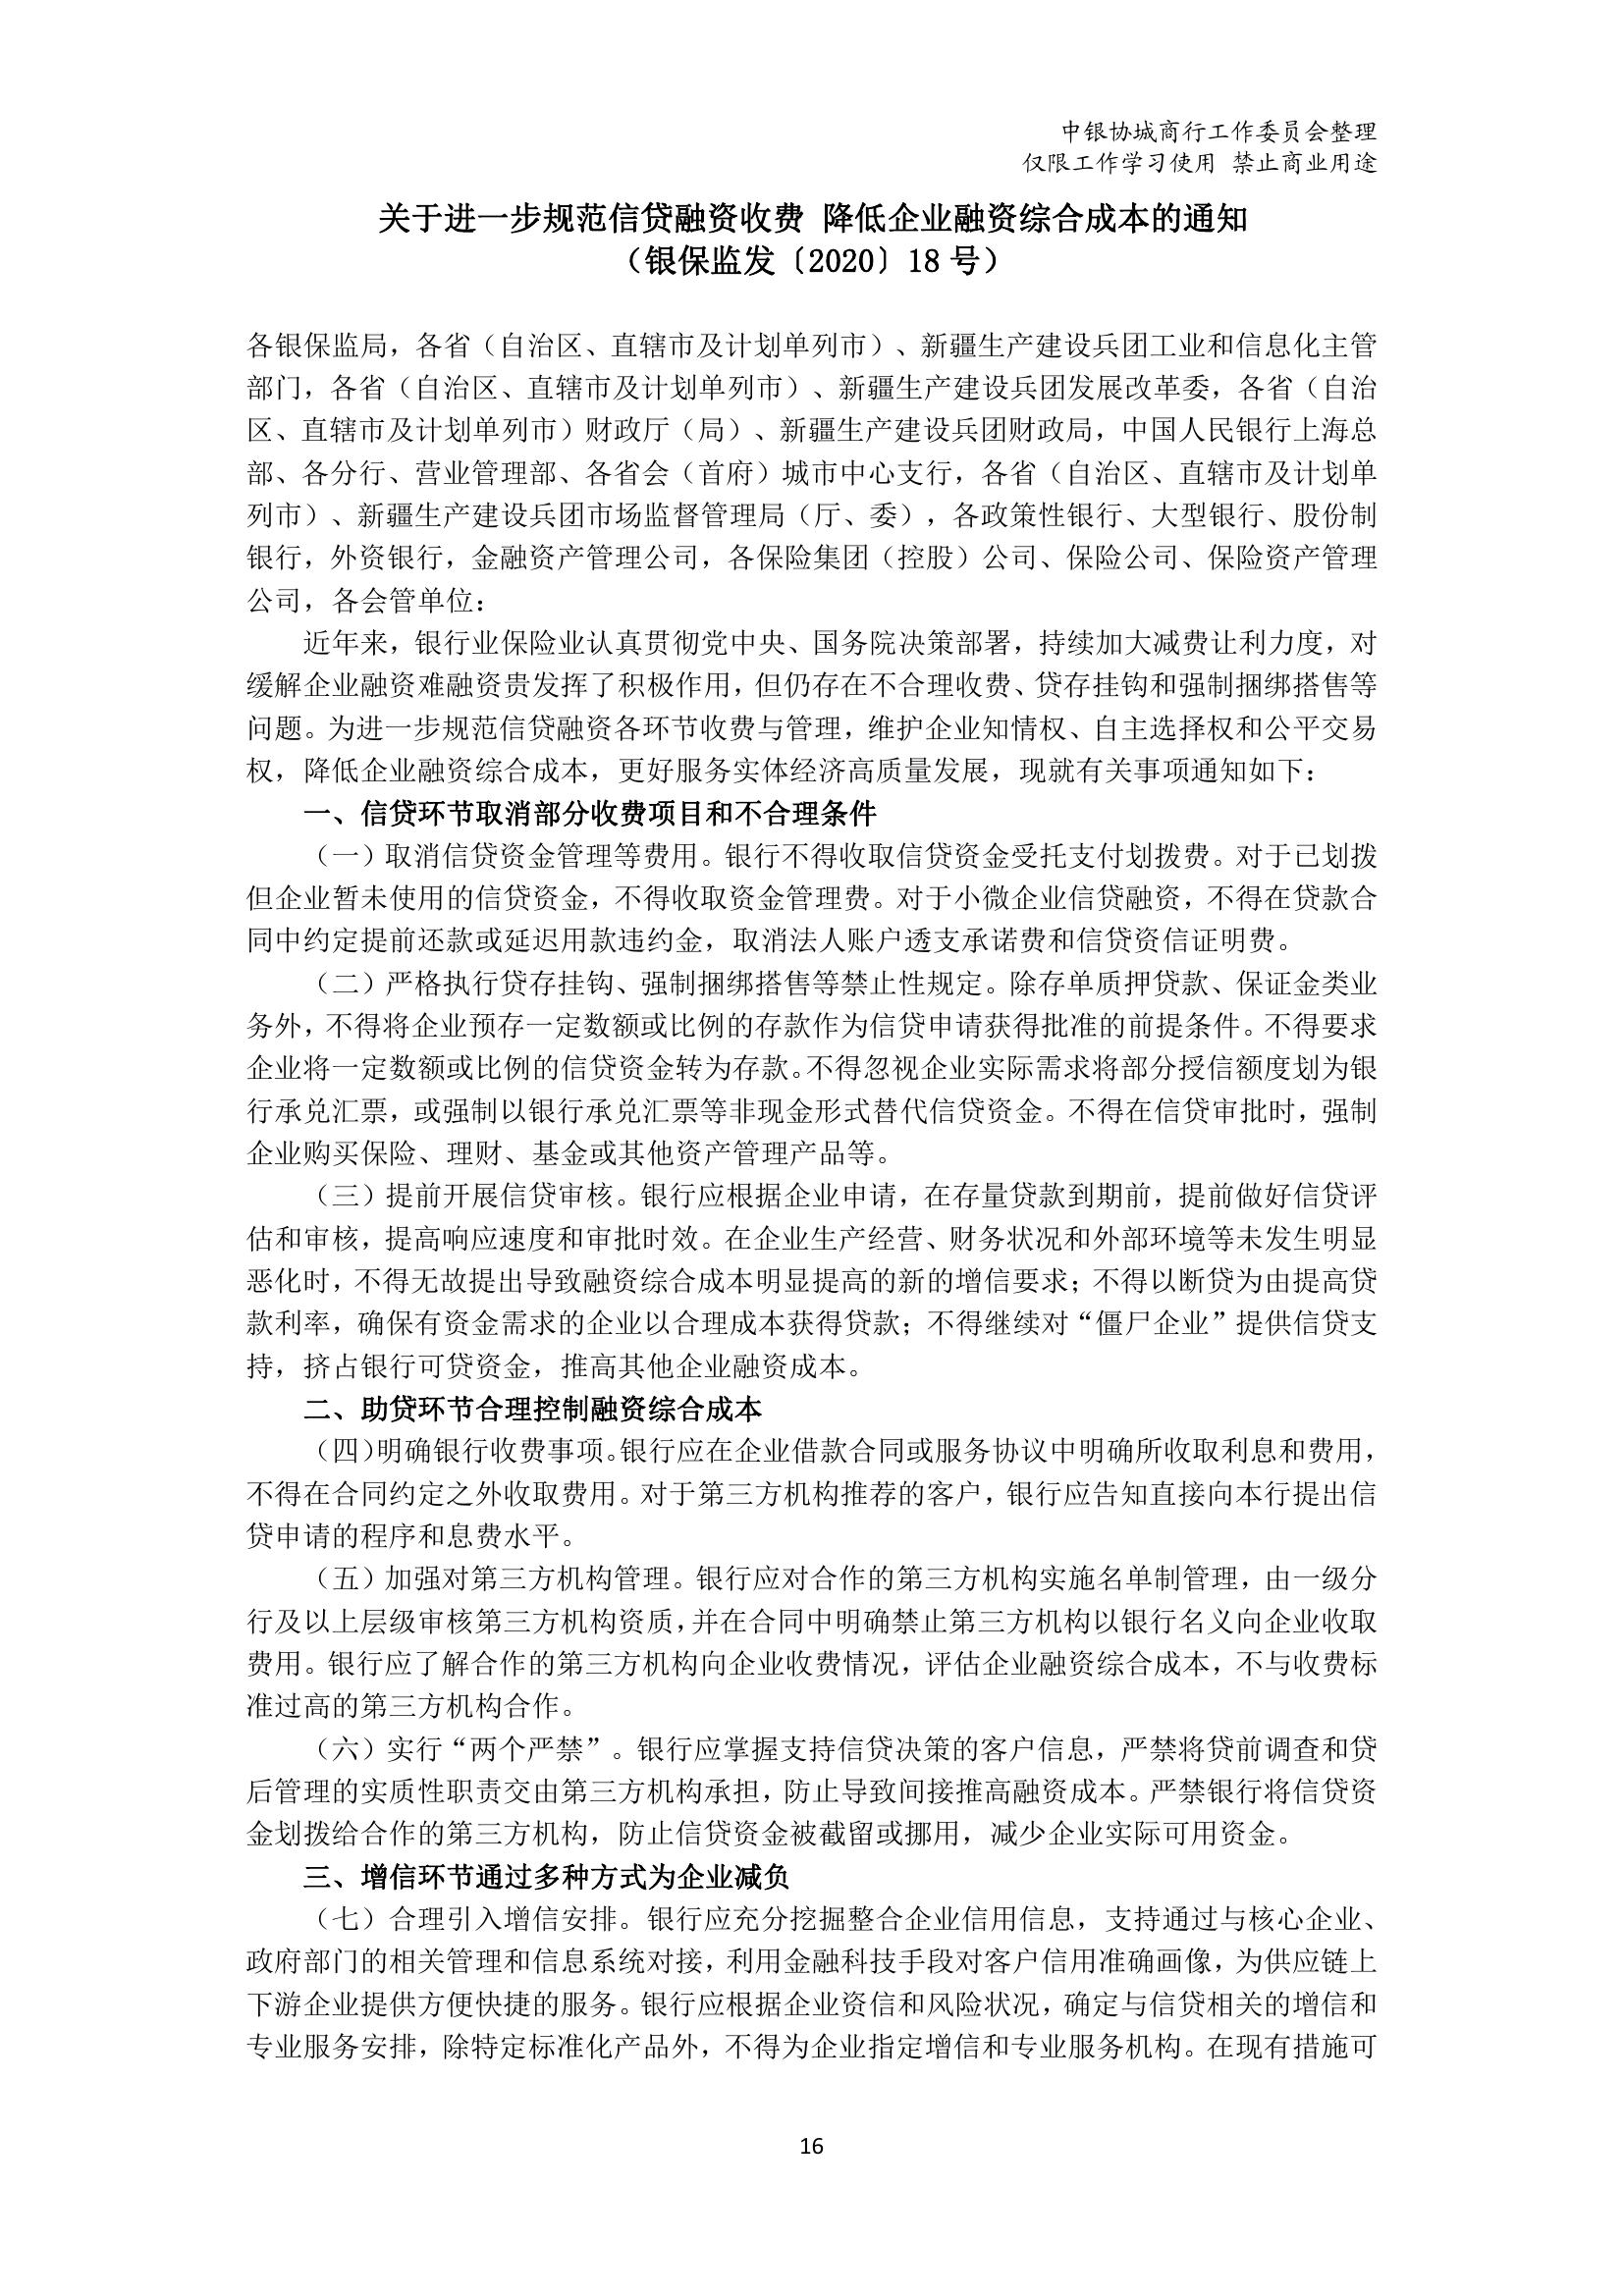 中银协城商行工作委员会整理
仅限工作学习使用 禁止商业用途
关于进一步规范信贷融资收费 降低企业融资综合成本的通知
（银保监发〔2020〕18 号）
各银保监局，各省（自治区、直辖市及计划单列市）、新疆生产建设兵团工业和信息化主管
部门，各省（自治区、直辖市及计划单列市）、新疆生产建设兵团发展改革委，各省（自治
区、直辖市及计划单列市）财政厅（局）、新疆生产建设兵团财政局，中国人民银行上海总
部、各分行、营业管理部、各省会（首府）城市中心支行，各省（自治区、直辖市及计划单
列市）、新疆生产建设兵团市场监督管理局（厅、委），各政策性银行、大型银行、股份制
银行，外资银行，金融资产管理公司，各保险集团（控股）公司、保险公司、保险资产管理
公司，各会管单位：
近年来，银行业保险业认真贯彻党中央、国务院决策部署，持续加大减费让利力度，对
缓解企业融资难融资贵发挥了积极作用，但仍存在不合理收费、贷存挂钩和强制捆绑搭售等
问题。为进一步规范信贷融资各环节收费与管理，维护企业知情权、自主选择权和公平交易
权，降低企业融资综合成本，更好服务实体经济高质量发展，现就有关事项通知如下：
一、信贷环节取消部分收费项目和不合理条件
（一）取消信贷资金管理等费用。银行不得收取信贷资金受托支付划拨费。对于已划拨
但企业暂未使用的信贷资金，不得收取资金管理费。对于小微企业信贷融资，不得在贷款合
同中约定提前还款或延迟用款违约金，取消法人账户透支承诺费和信贷资信证明费。
（二）严格执行贷存挂钩、强制捆绑搭售等禁止性规定。除存单质押贷款、保证金类业
务外，不得将企业预存一定数额或比例的存款作为信贷申请获得批准的前提条件。不得要求
企业将一定数额或比例的信贷资金转为存款。不得忽视企业实际需求将部分授信额度划为银
行承兑汇票，或强制以银行承兑汇票等非现金形式替代信贷资金。不得在信贷审批时，强制
企业购买保险、理财、基金或其他资产管理产品等。
（三）提前开展信贷审核。银行应根据企业申请，在存量贷款到期前，提前做好信贷评
估和审核，提高响应速度和审批时效。在企业生产经营、财务状况和外部环境等未发生明显
恶化时，不得无故提出导致融资综合成本明显提高的新的增信要求；不得以断贷为由提高贷
款利率，确保有资金需求的企业以合理成本获得贷款；不得继续对“僵尸企业”提供信贷支
持，挤占银行可贷资金，推高其他企业融资成本。
二、助贷环节合理控制融资综合成本
（四）明确银行收费事项。银行应在企业借款合同或服务协议中明确所收取利息和费用，
不得在合同约定之外收取费用。对于第三方机构推荐的客户，银行应告知直接向本行提出信
贷申请的程序和息费水平。
（五）加强对第三方机构管理。银行应对合作的第三方机构实施名单制管理，由一级分
行及以上层级审核第三方机构资质，并在合同中明确禁止第三方机构以银行名义向企业收取
费用。银行应了解合作的第三方机构向企业收费情况，评估企业融资综合成本，不与收费标
准过高的第三方机构合作。
（六）实行“两个严禁”。银行应掌握支持信贷决策的客户信息，严禁将贷前调查和贷
后管理的实质性职责交由第三方机构承担，防止导致间接推高融资成本。严禁银行将信贷资
金划拨给合作的第三方机构，防止信贷资金被截留或挪用，减少企业实际可用资金。
三、增信环节通过多种方式为企业减负
（七）合理引入增信安排。银行应充分挖掘整合企业信用信息，支持通过与核心企业、
政府部门的相关管理和信息系统对接，利用金融科技手段对客户信用准确画像，为供应链上
下游企业提供方便快捷的服务。银行应根据企业资信和风险状况，确定与信贷相关的增信和
专业服务安排，除特定标准化产品外，不得为企业指定增信和专业服务机构。在现有措施可
16